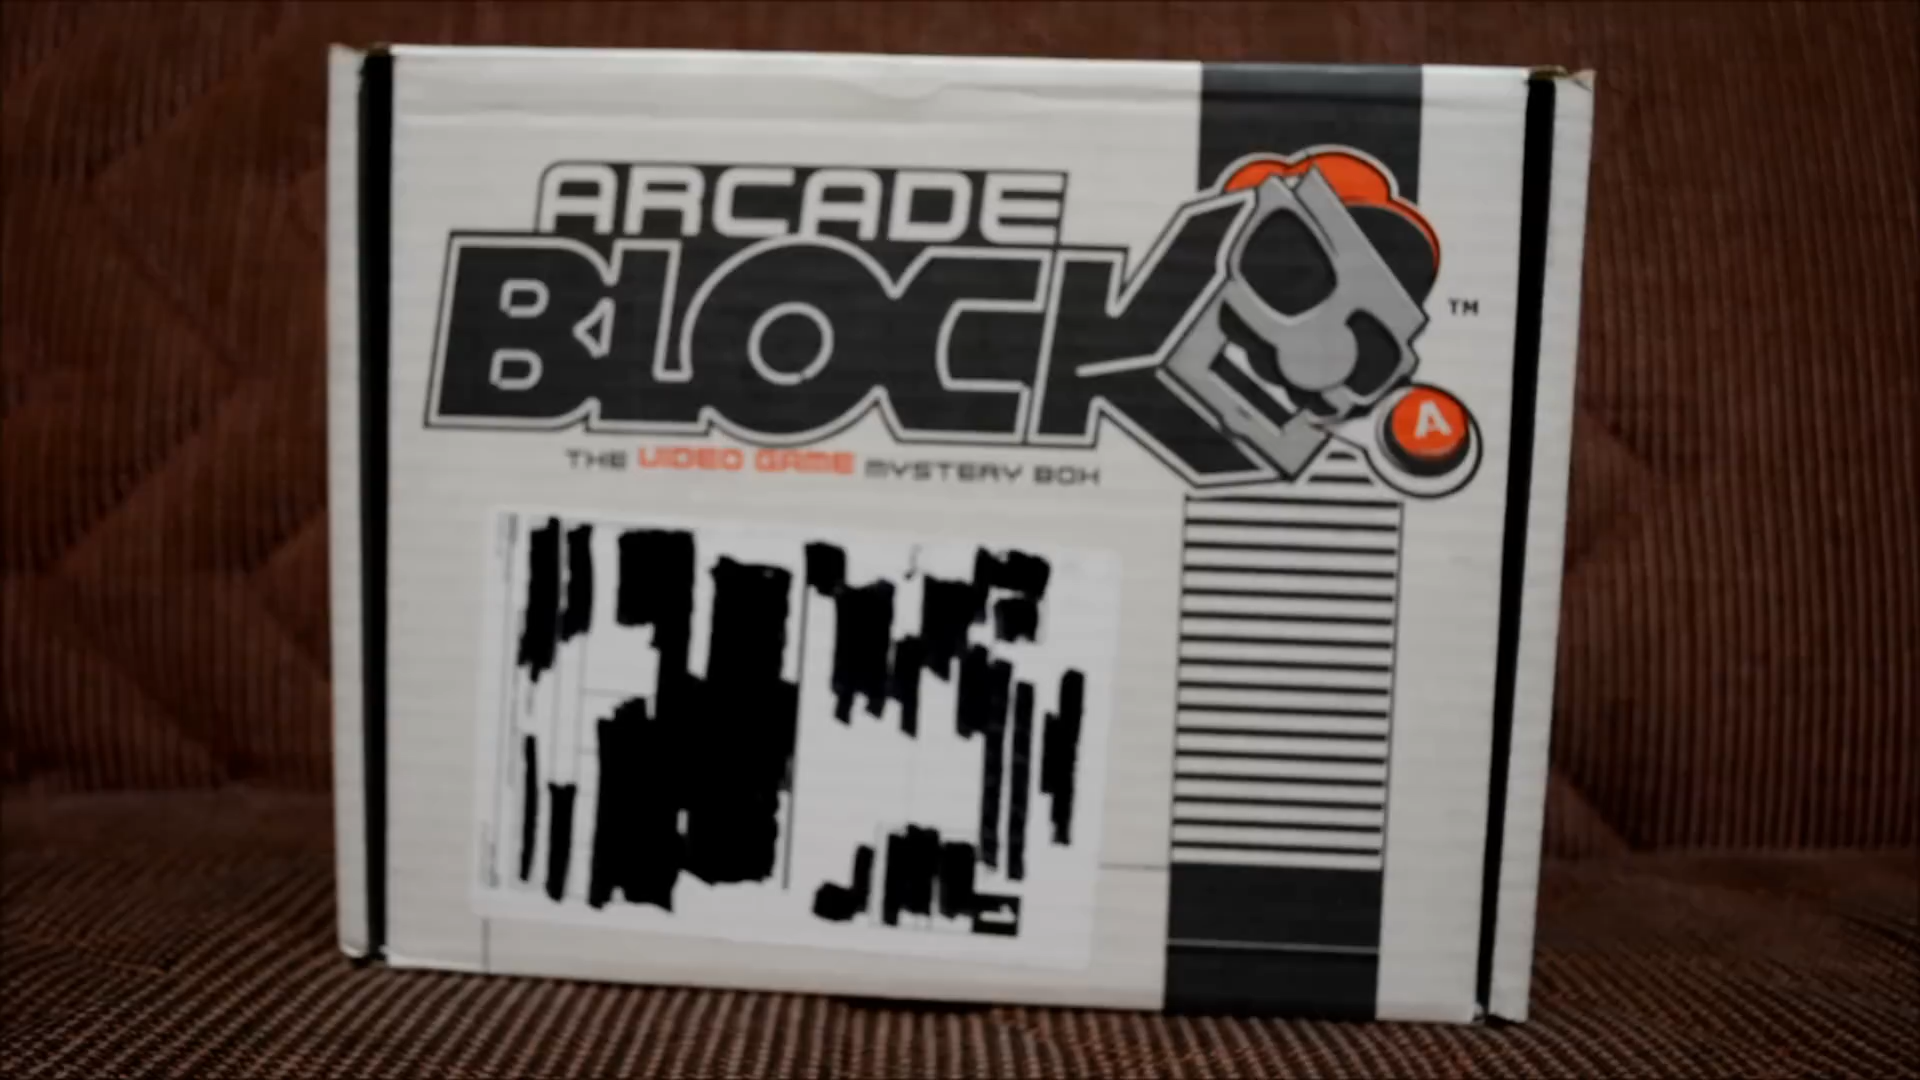 ARCADE
BLOCK
TM
A
THE VIDEO GAME MYSTERY BOX